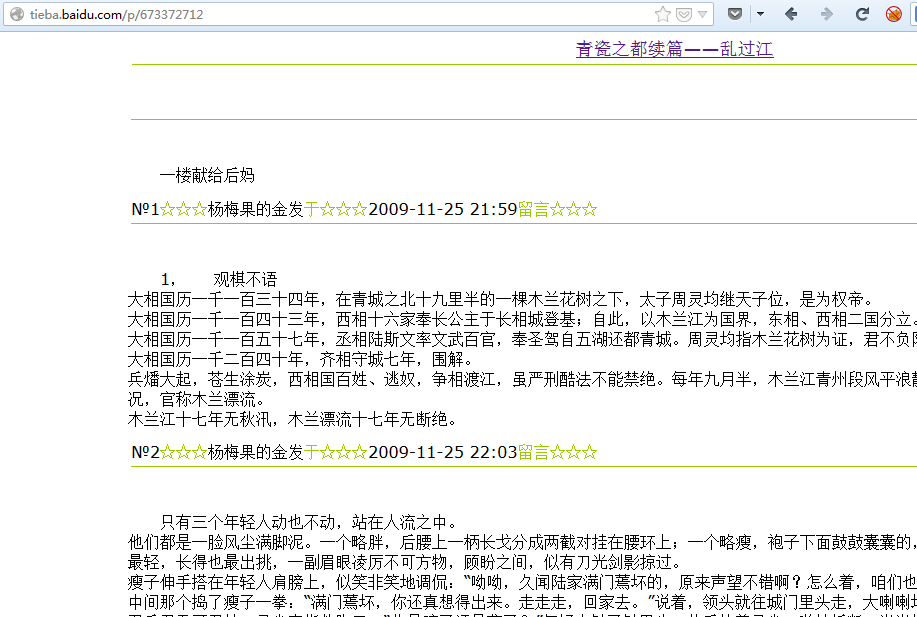 tieba.baidu.com/p/673372712
青瓷之都续篇——乱过江
一楼献给后妈
№1☆☆☆杨梅果的金发于☆☆☆2009-11-25 21:59留言☆☆☆
1， 观棋不语
大相国历一千一百三十四年，在青城之北十九里半的一棵木兰花树之下，太子周灵均继天子位，是为权帝。
大相国历一千一百四十三年，西相十六家奉长公主于长相城登基；自此，以木兰江为国界，东相、西相二国分立。
大相国历一千一百五十七年，丞相陆斯文率文武百官，奉圣驾自五湖还都青城。周灵均指木兰花树为证，君不负
大相国历一千二百四十年，齐相守城七年，围解。
兵燔大起，苍生涂炭，西相国百姓、逃奴，争相渡江，虽严刑酷法不能禁绝。每年九月半，木兰江青州段风平浪
况，官称木兰漂流。
木兰江十七年无秋汛，木兰漂流十七年无断绝。
№2☆☆☆杨梅果的金发于☆☆☆2009-11-25 22:03留言☆☆☆
只有三个年轻人动也不动，站在人流之中。
他们都是一脸风尘满脚泥。一个略胖，后腰上一柄长戈分成两截对挂在腰环上；一个略瘦，袍子下面鼓鼓囊囊的，
最轻，长得也最出挑，一副眉眼凌厉不可方物，顾盼之间，似有刀光剑影掠过。
瘦子伸手搭在年轻人肩膀上，似笑非笑地调侃：“呦呦，久闻陆家满门蔫坏的，原来声望不错啊？怎么着，咱们也
中间那个捣了瘦子一拳：“满门蔫坏，你还真想得出来。走走走，回家去。”说着，领头就往城门里头走，大喇喇